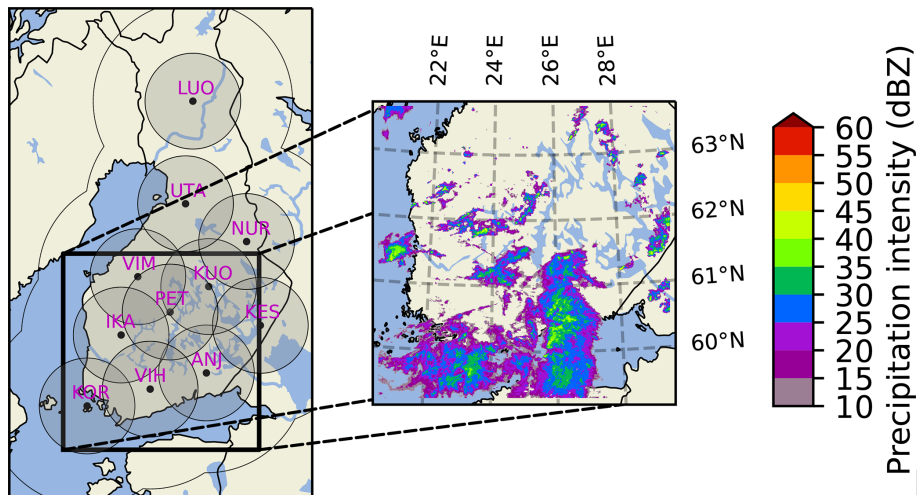 LUO
UTA
NUR
VIM
KUO
PET
KES
IKA
ANJ
VIH
KOR
22°E
24°E
26°E
28°E
63°N
62°N
61°N
60°N
60
55
50
45
40
35
30
25
20
15
10
Precipitation intensity (dBZ)